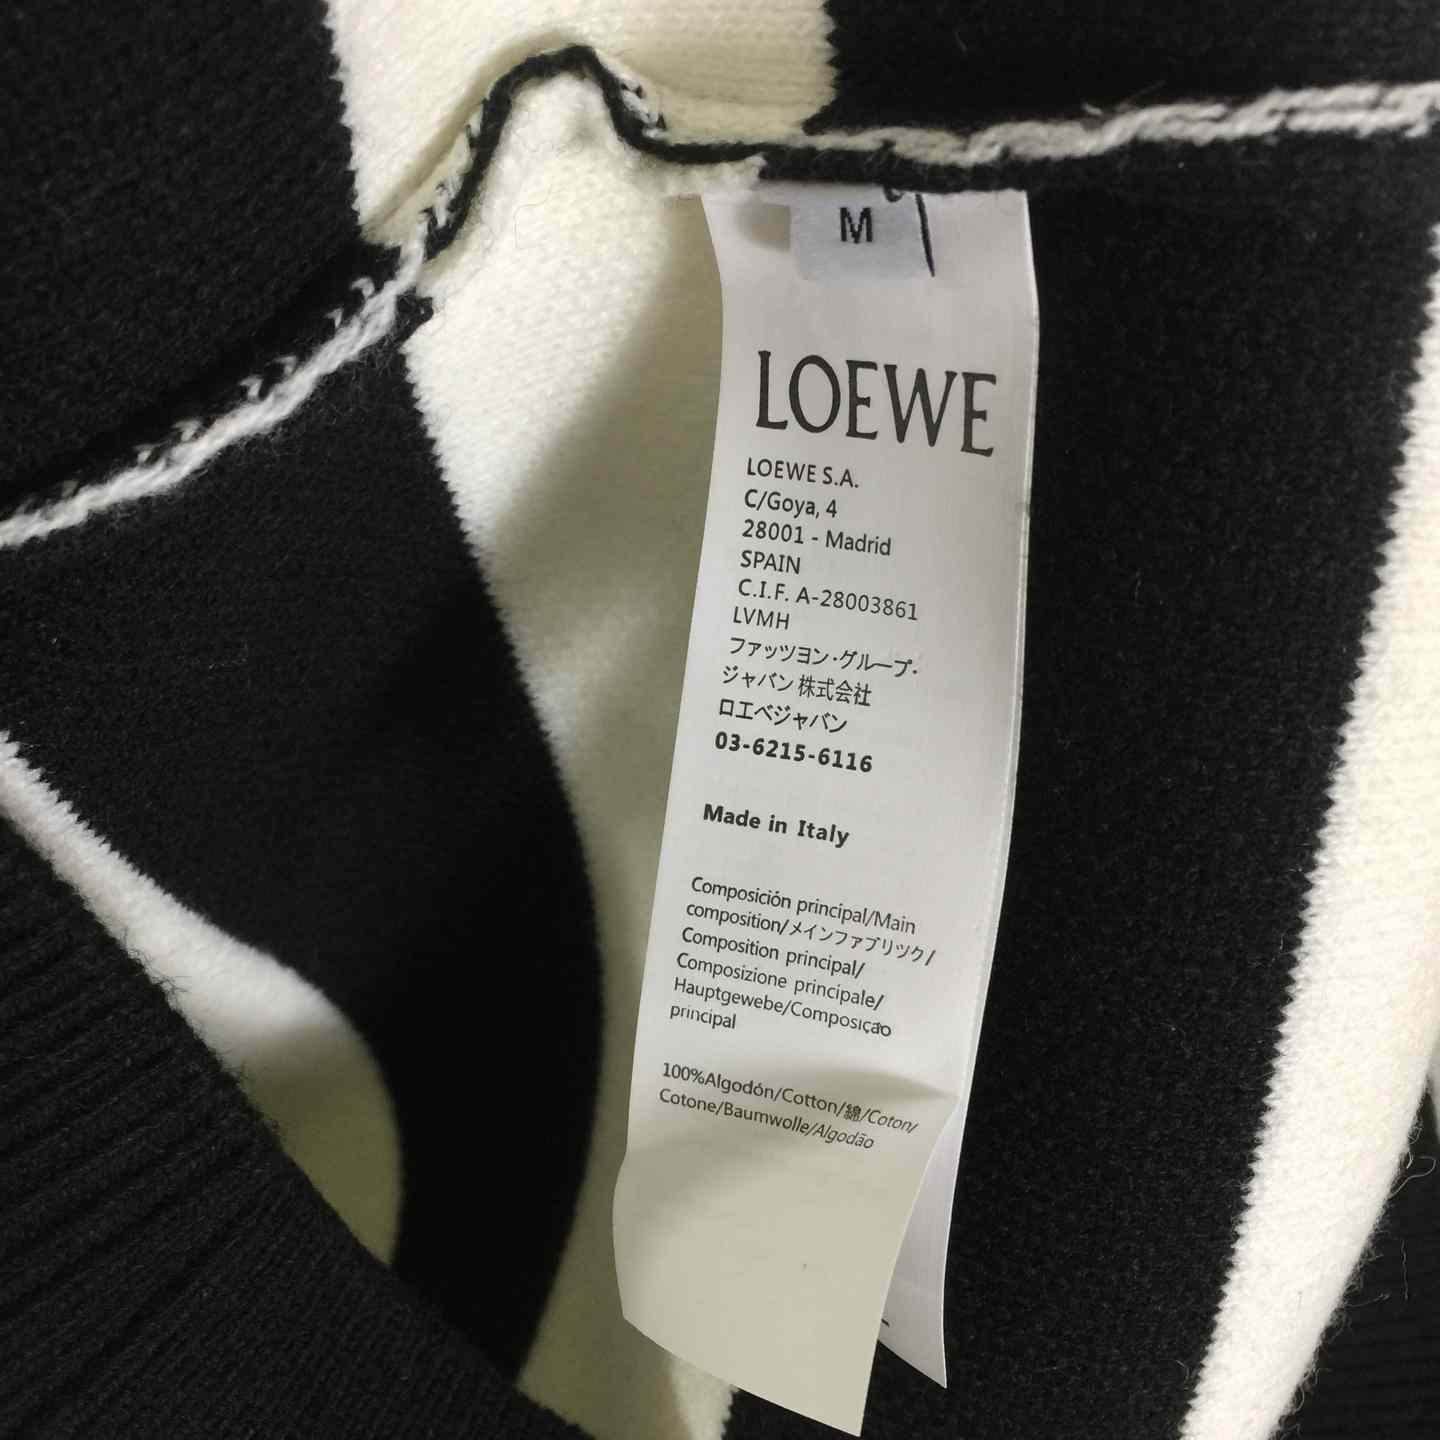 M
LOEWE
LOEWE S.A.
C/Goya, 4
28001 - Madrid
SPAIN
C.I.F. A-28003861
LVMH
ファッツヨン・グループ・
ジャバン 株式会社
ロエベジャバン
03-6215-6116
Made in Italy
Composición principal/Main
composition/メインファブリツク/
Composition principal/
Composizione principale/
Hauptgewebe/Composição
principal
100%Algodón/Cotton/綿/Coton/
Cotone/Baumwolle/Algodão